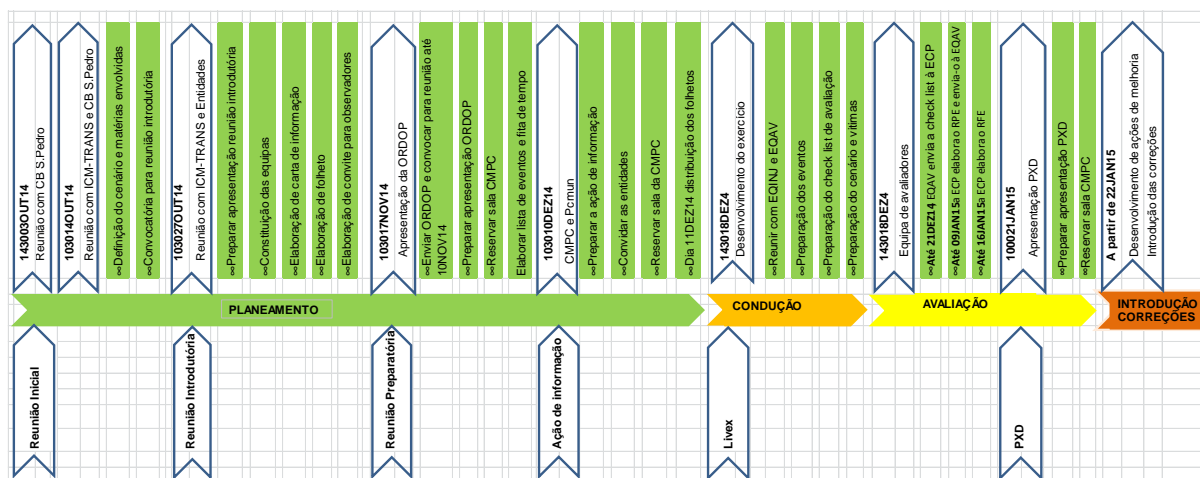 143003OUT14
Reunião com CB S.Pedro
103014OUT14
Reunião com ICM-TRANS e CB S.Pedro
∞Definição do cenário e matérias envolvidas
∞Convocatória para reunião introdutória
103027OUT14
Reunião com ICM-TRANS e Entidades
∞Preparar apresentação reunião introdutória
∞Constituição das equipas
∞Elaboração de carta de informação
∞Elaboração de folheto
∞Elaboração de convite para observadores
103017NOV14
Apresentação da ORDOP
∞Enviar ORDOP e convocar para reunião até
10NOV14
∞Preparar apresentação ORDOP
∞Reservar sala CMPC
Elaborar lista de eventos e fita de tempo
103010DEZ14
CMPC e Pomun
∞Preparar a ação de informação
∞Convidar as entidades
∞Reservar sala da CMPC
∞Dia 11DEZ14 distribuição dos folhetos
143018DEZ4
Desenvolvimento do exercício
∞Reunir com EQINJ e EQAV
∞Preparação dos eventos
∞Preparação do check list de avaliação
∞Preparação do cenário e vitimas
143018DEZ4
Equipa de avaliadores
∞Até 21DEZ14 EQAV envia a check list à ECP
∞Até 09JAN15a ECP elabora o RPE e envia-o à EQAV
∞Até 16JAN15a ECP elabora o RFE
100021JAN15
Apresentação PXD
∞Preparar apresentação PXD
∞Reservar CMPC
A partir de 22JAN15
Desenvolvimento de ações de melhoria
Introdução das correções
PLANEAMENTO
CONDUÇÃO
AVALIAÇÃO
INTRODUÇÃO
CORREÇÕES
Reunião Inicial
Reunião Introdutória
Reunião Preparatória
Ação de informação
Livex
PXD